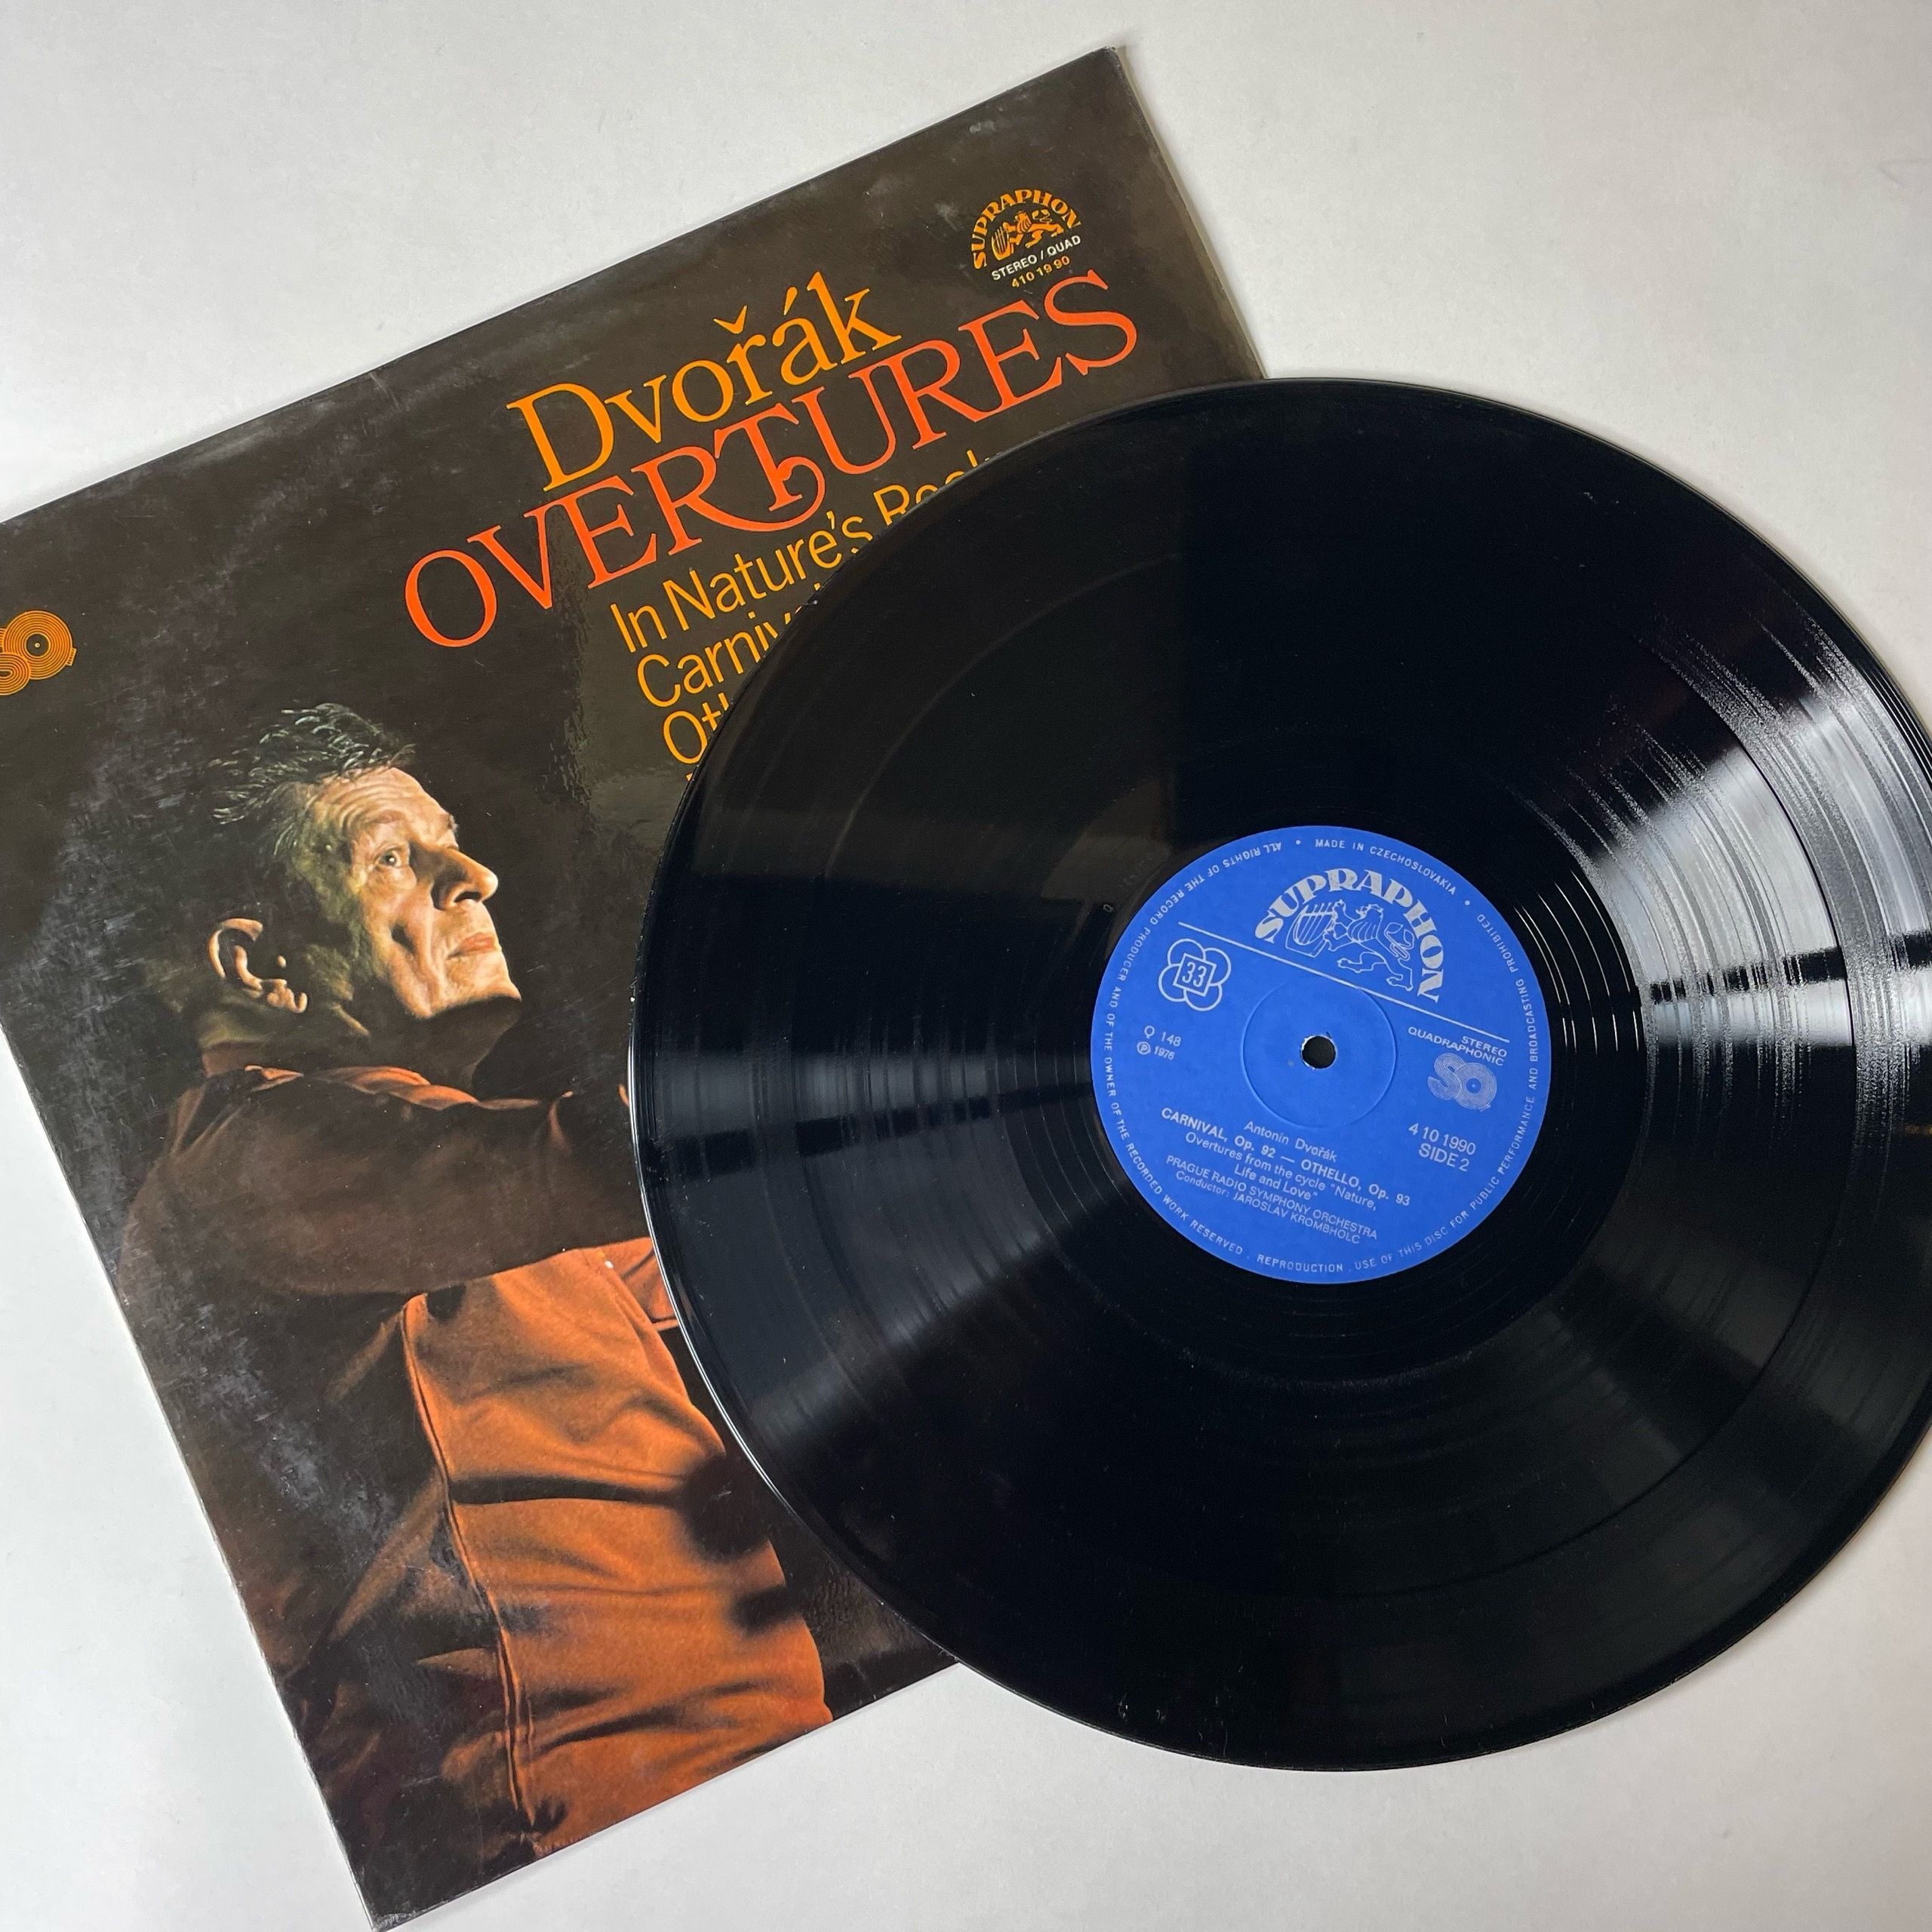 SUPRAPHON
STEREO / QUAD
410 19 90
Dvořák
OVERTURES
In Nature's
SQ
MADE IN CZECHOSLOVAKIA • ALL RIGHTS OF THE RECORD PRODUCER AND OF THE OWNER OF THE RECORDED WORK RESERVED . REPRODUCTION . USE OF THIS DISC FOR PUBLIC PERFORMANCE AND BROADCASTING PROHIBITED •
SUPRAPHON
33
STEREO
QUADRAPHONIC
SQ
Q 148
Ⓟ 1976
4 10 1990
SIDE 2
Antonín Dvořák
CARNIVAL, Op. 92 — OTHELLO, Op. 93
Overtures from the cycle "Nature,
Life and Love"
PRAGUE RADIO SYMPHONY ORCHESTRA
Conductor: JAROSLAV KROMBHOLC